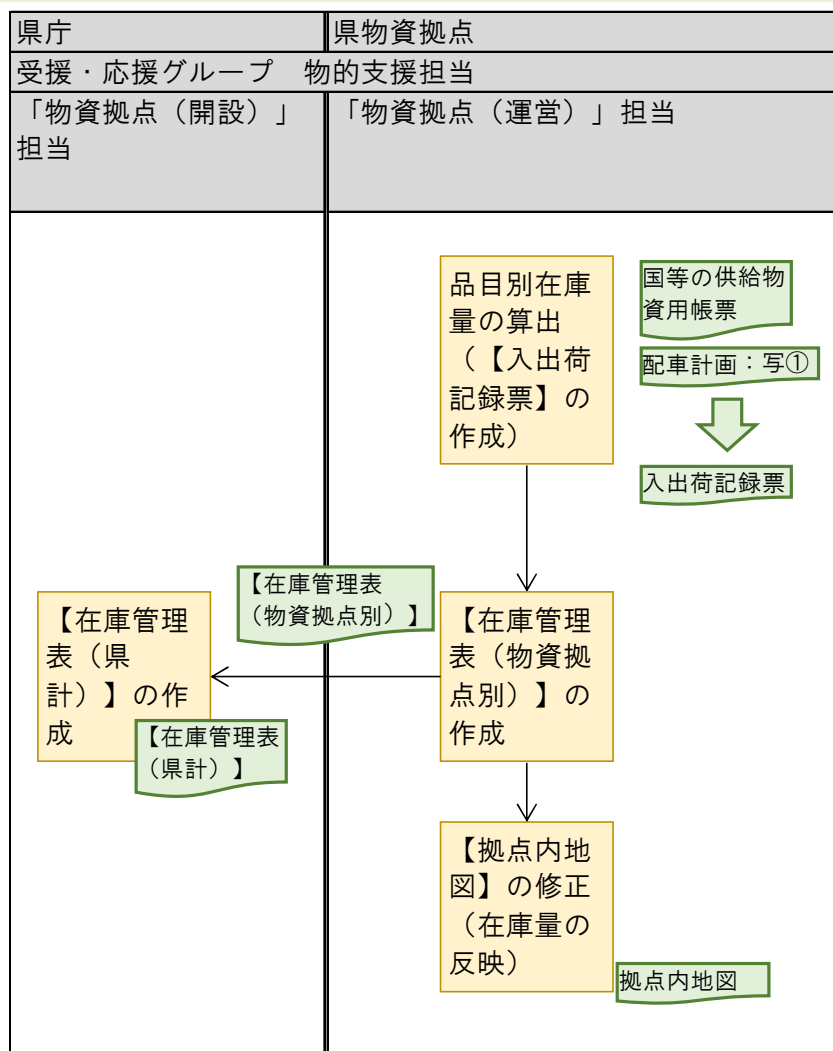 県庁
県物資拠点
受援・応援グループ　物的支援担当
「物資拠点（開設）」
担当
「物資拠点（運営）」担当
品目別在庫
量の算出
（【入出荷
記録票】の
作成）
国等の供給物
資用帳票
配車計画：写①
入出荷記録票
【在庫管理表
（物資拠点別）】
【在庫管理
表（県
計）】の作
成
【在庫管理表
（県計）】
【在庫管理
表（物資拠
点別）】の
作成
【拠点内地
図】の修正
（在庫量の
反映）
拠点内地図